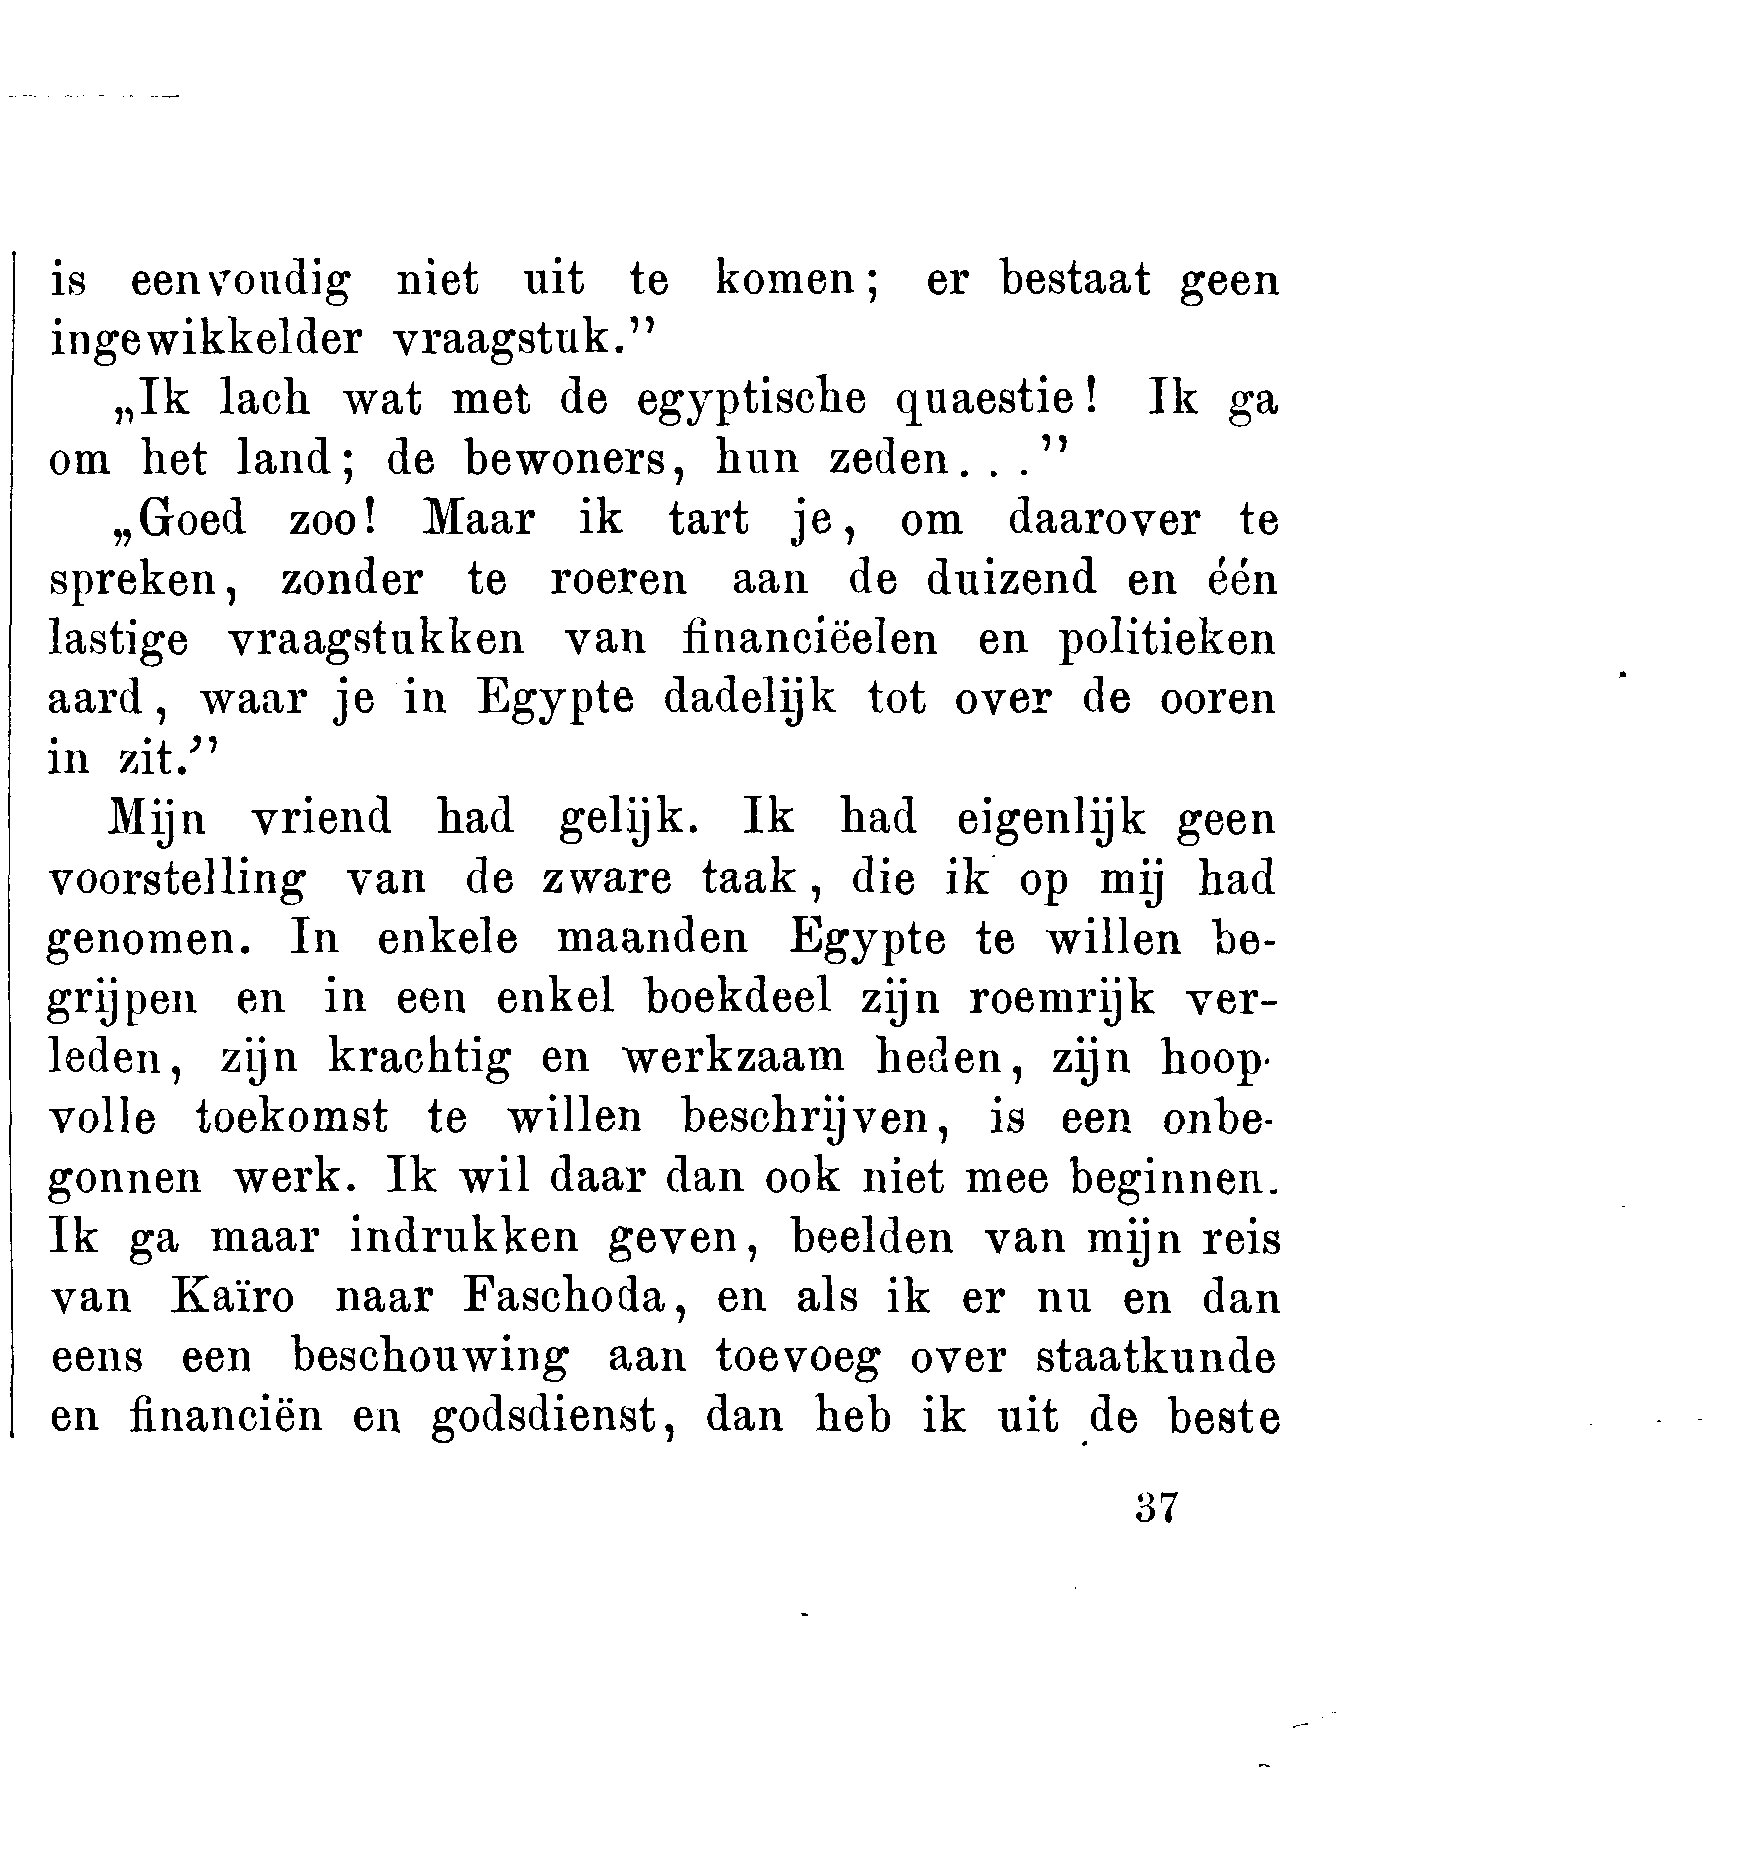 is eenvoudig niet uit te komen; er bestaat geen
ingewikkelder vraagstuk.”
„Ik lach wat met de egyptische quaestie! Ik ga
om het land; de bewoners, hun zeden...”
„Goed zoo! Maar ik tart je, om daarover te
spreken, zonder te roeren aan de duizend en één
lastige vraagstukken van financiëelen en politieken
aard, waar je in Egypte dadelijk tot over de ooren
in zit.”
Mijn vriend had gelijk. Ik had eigenlijk geen
voorstelling van de zware taak, die ik op mij had
genomen. In enkele maanden Egypte te willen be-
grijpen en in een enkel boekdeel zijn roemrijk ver-
leden, zijn krachtig en werkzaam heden, zijn hoop-
volle toekomst te willen beschrijven, is een onbe-
gonnen werk. Ik wil daar dan ook niet mee beginnen.
Ik ga maar indrukken geven, beelden van mijn reis
van Kaïro naar Faschoda, en als ik er nu en dan
eens een beschouwing aan toevoeg over staatkunde
en financiën en godsdienst, dan heb ik uit de beste
37